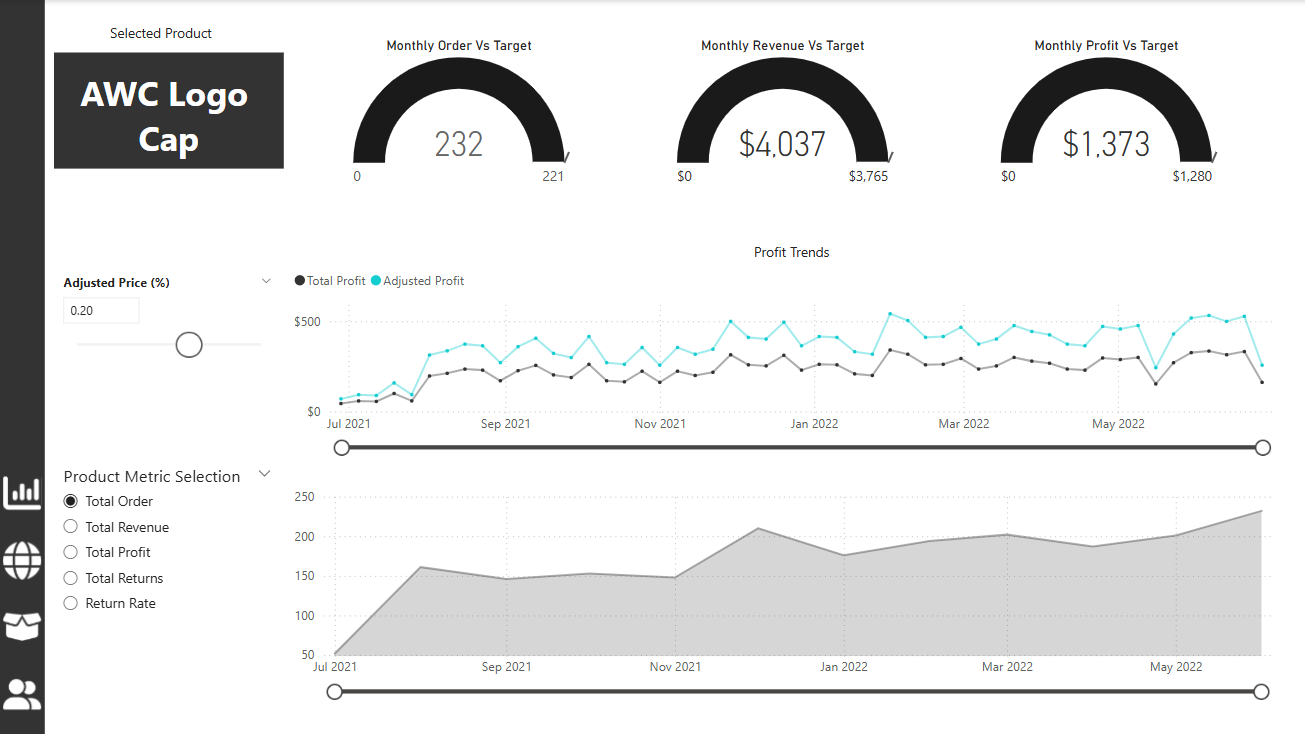 Selected Product
AWC Logo
Cap
Monthly Order Vs Target
232
0
221
Monthly Revenue Vs Target
$4,037
$0
$3,765
Monthly Profit Vs Target
$1,373
$0
$1,280
Adjusted Price (%)
0.20
Profit Trends
Total Profit Adjusted Profit
$500
$0
Jul 2021 Sep 2021 Nov 2021 Jan 2022 Mar 2022 May 2022
Product Metric Selection
Total Order
Total Revenue
Total Profit
Total Returns
Return Rate
250
200
150
100
50
Jul 2021 Sep 2021 Nov 2021 Jan 2022 Mar 2022 May 2022